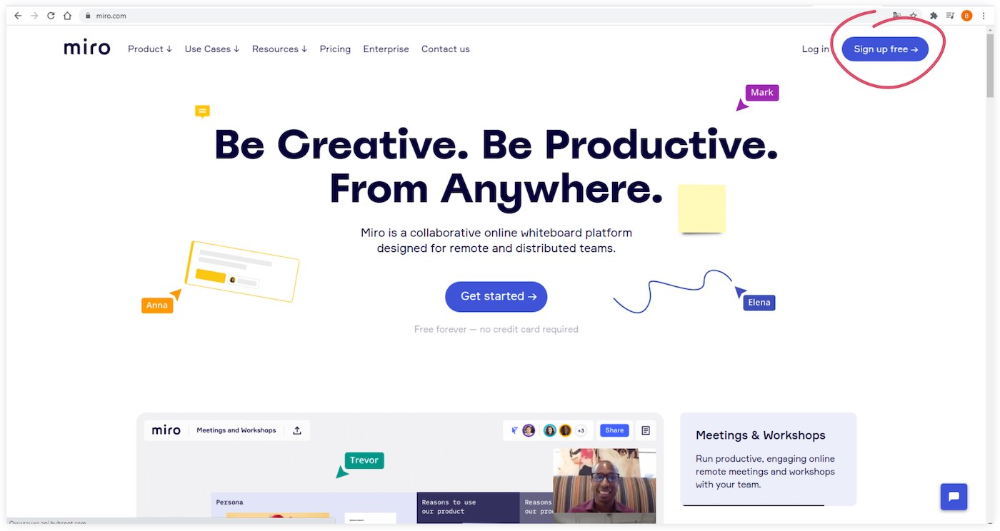 miro.com
B
miro
Product ↓
Use Cases ↓
Resources ↓
Pricing
Enterprise
Contact us
Log in
Sign up free →
Mark
Be Creative. Be Productive.
From Anywhere.
Miro is a collaborative online whiteboard platform
designed for remote and distributed teams.
Anna
Get started →
Elena
Free forever — no credit card required
miro
Meetings and Workshops
+3
Share
Trevor
Persona
Reasons to use
our product
Reasons
our pro
Meetings & Workshops
Run productive, engaging online
remote meetings and workshops
with your team.